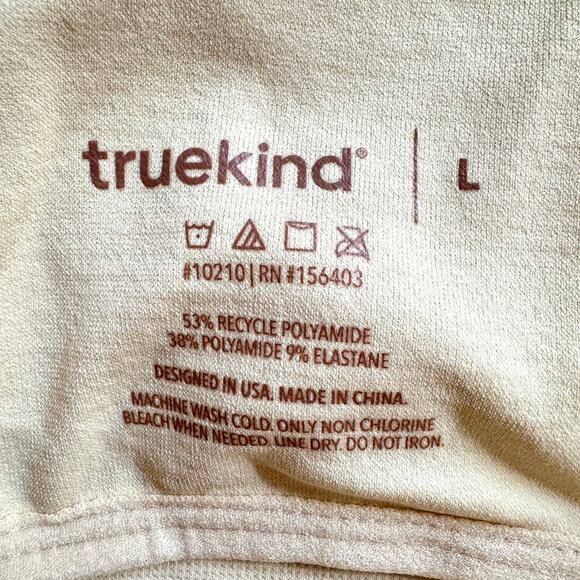 truekind® | L
#10210 | RN #156403
53% RECYCLE POLYAMIDE
38% POLYAMIDE 9% ELASTANE
DESIGNED IN USA. MADE IN CHINA.
MACHINE WASH COLD. ONLY NON CHLORINE
BLEACH WHEN NEEDED. LINE DRY. DO NOT IRON.